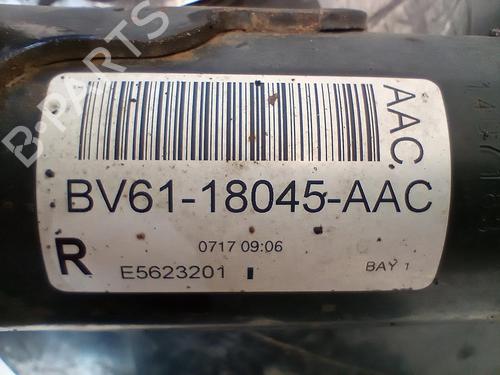 B-PARTS
AAC
BV61-18045-AAC
0717 09:06
R
E5623201
BAY 1